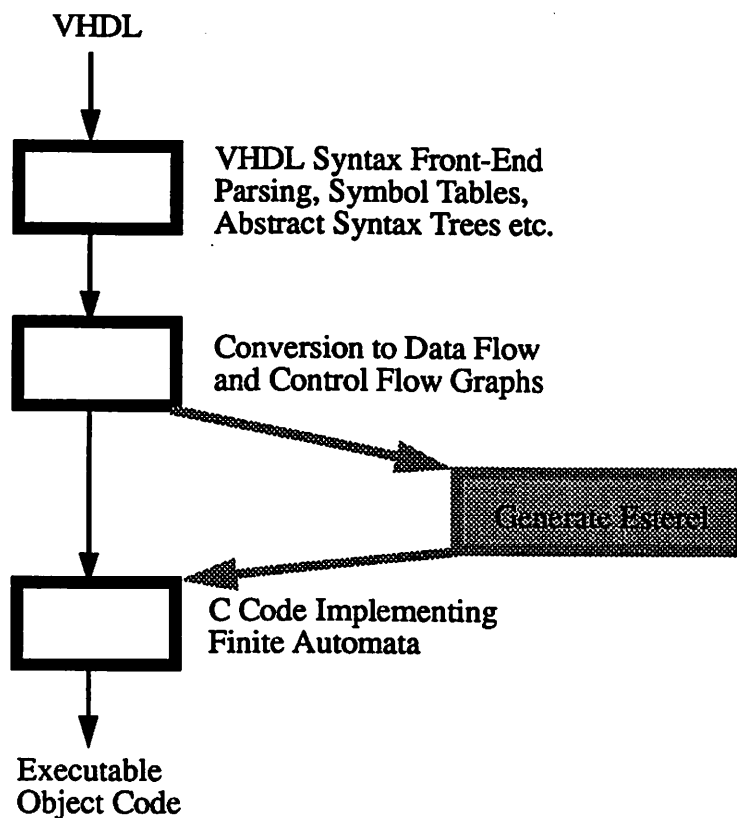 VHDL
VHDL Syntax Front-End
Parsing, Symbol Tables,
Abstract Syntax Trees etc.
Conversion to Data Flow
and Control Flow Graphs
Generate Esterel
C Code Implementing
Finite Automata
Executable
Object Code